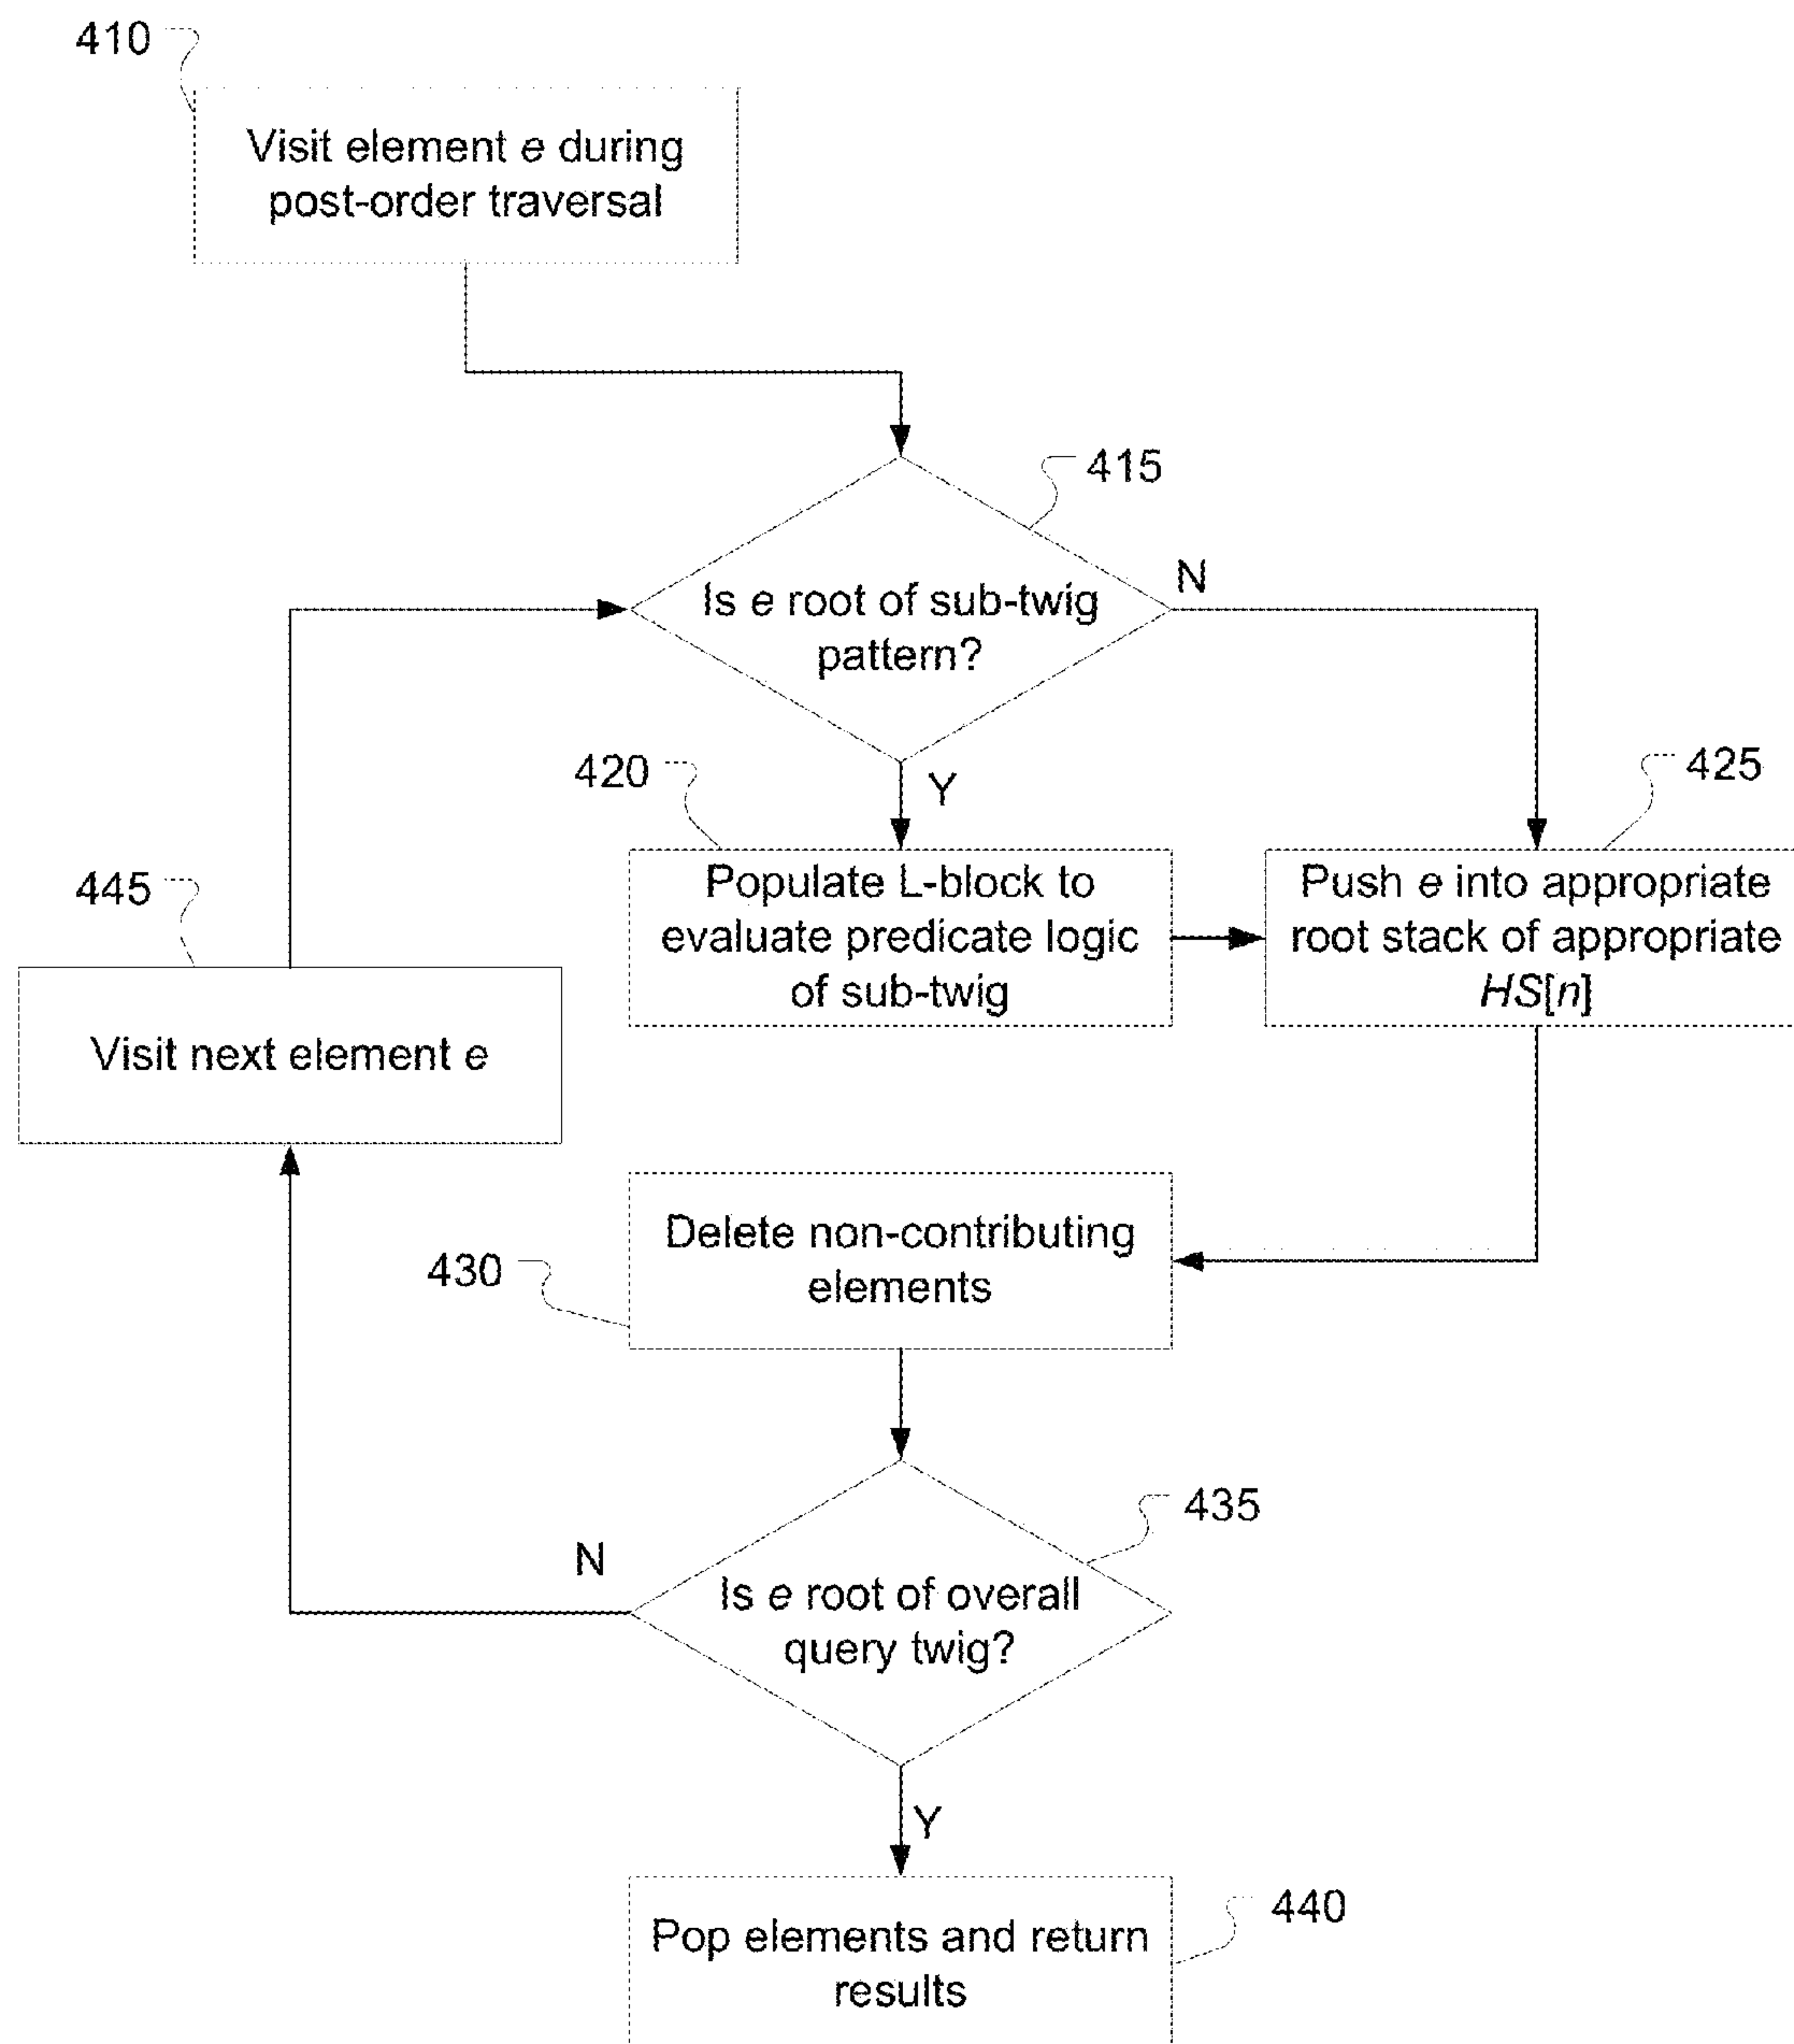 410
Visit element e during
post-order traversal
415
Is e root of sub-twig
pattern?
N
Y
420
Populate L-block to
evaluate predicate logic
of sub-twig
425
Push e into appropriate
root stack of appropriate
HS[n]
445
Visit next element e
430
Delete non-contributing
elements
435
Is e root of overall
query twig?
N
Y
440
Pop elements and return
results